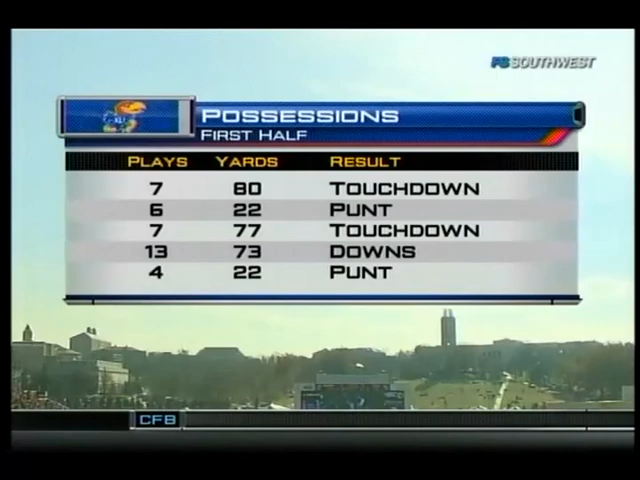 FS SOUTHWEST
POSSESSIONS
FIRST HALF
PLAYS YARDS RESULT
7 80 TOUCHDOWN
6 22 PUNT
7 77 TOUCHDOWN
13 73 DOWNS
4 22 PUNT
CFB